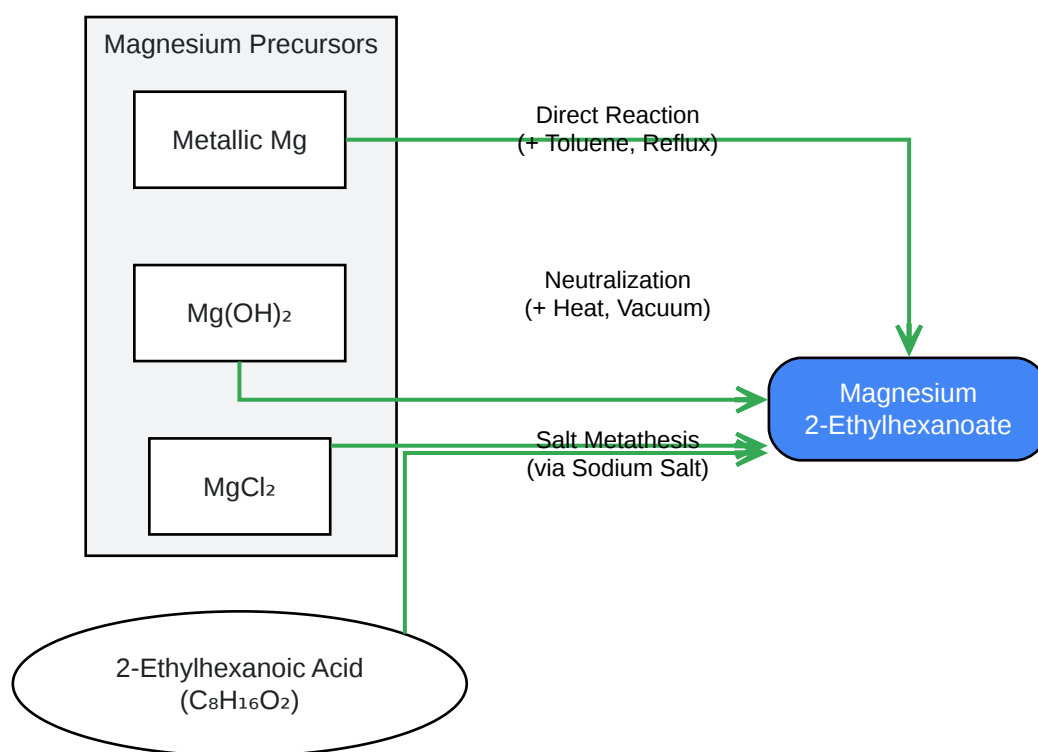 Magnesium Precursors
Metallic Mg
Direct Reaction
(+ Toluene, Reflux)
Mg(OH)₂
Neutralization
(+ Heat, Vacuum)
Magnesium
2-Ethylhexanoate
MgCl₂
Salt Metathesis
(via Sodium Salt)
2-Ethylhexanoic Acid
(C₈H₁₆O₂)